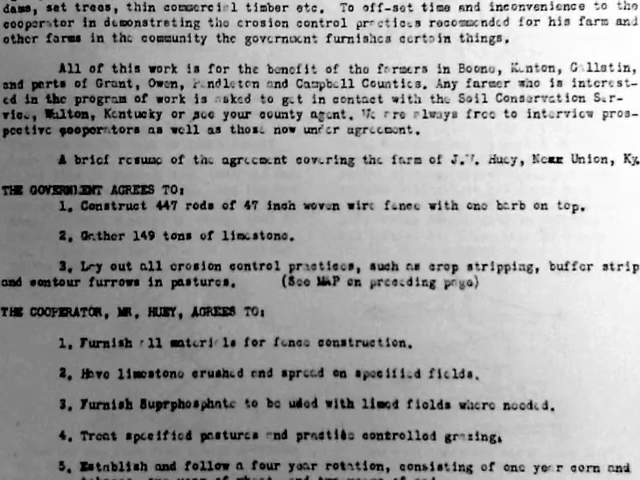 dams, set trees, thin commercial timber etc. To off-set time and inconvenience to the
cooperator in demonstrating the erosion control practices recommended for his farm and
other farms in the community the government furnishes certain things.
All of this work is for the benefit of the farmers in Boone, Kenton, Gallatin,
and parts of Grant, Owen, Pendleton and Campbell Counties. Any farmer who is interest-
ed in the program of work is asked to get in contact with the Soil Conservation Ser-
vice, Walton, Kentucky or see your county agent. We are always free to interview pros-
pective cooperators as well as those now under agreement.
A brief resume of the agreement covering the farm of J.W. Huey, Near Union, Ky.
THE GOVERNMENT AGREES TO:
1. Construct 447 rods of 47 inch woven wire fence with one barb on top.
2. Gather 149 tons of limestone.
3. Lay out all erosion control practices, such as crop stripping, buffer strip
and contour furrows in pastures. (See MAP on preceding page)
THE COOPERATOR, MR. HUEY, AGREES TO:
1. Furnish all materials for fence construction.
2. Have limestone crushed and spread on specified fields.
3. Furnish Suprphosphate to be used with limed fields where needed.
4. Treat specified pastures and practice controlled grazing.
5. Establish and follow a four year rotation, consisting of one year corn and